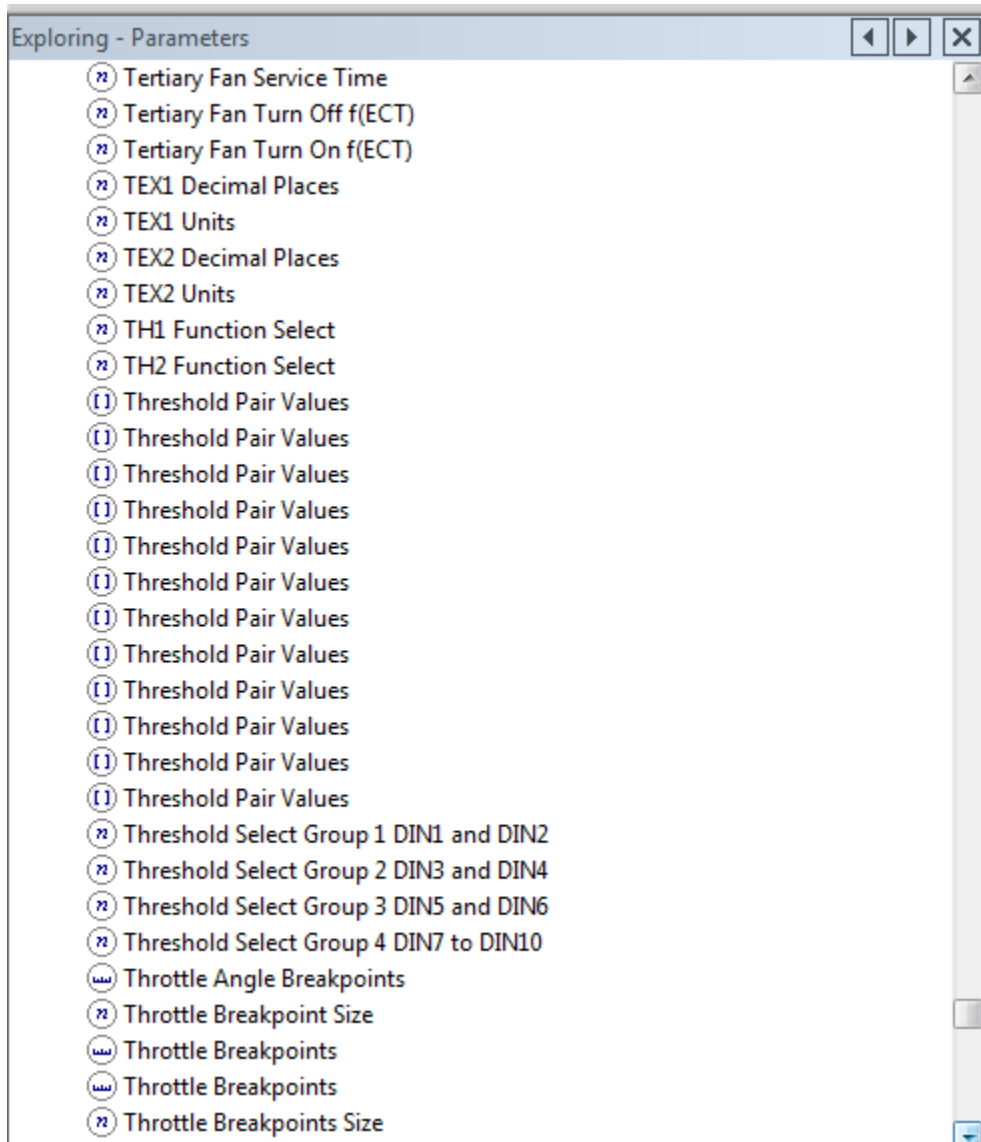 Exploring - Parameters
Tertiary Fan Service Time
Tertiary Fan Turn Off f(ECT)
Tertiary Fan Turn On f(ECT)
TEX1 Decimal Places
TEX1 Units
TEX2 Decimal Places
TEX2 Units
TH1 Function Select
TH2 Function Select
Threshold Pair Values
Threshold Pair Values
Threshold Pair Values
Threshold Pair Values
Threshold Pair Values
Threshold Pair Values
Threshold Pair Values
Threshold Pair Values
Threshold Pair Values
Threshold Pair Values
Threshold Pair Values
Threshold Pair Values
Threshold Select Group 1 DIN1 and DIN2
Threshold Select Group 2 DIN3 and DIN4
Threshold Select Group 3 DIN5 and DIN6
Threshold Select Group 4 DIN7 to DIN10
Throttle Angle Breakpoints
Throttle Breakpoint Size
Throttle Breakpoints
Throttle Breakpoints
Throttle Breakpoints Size